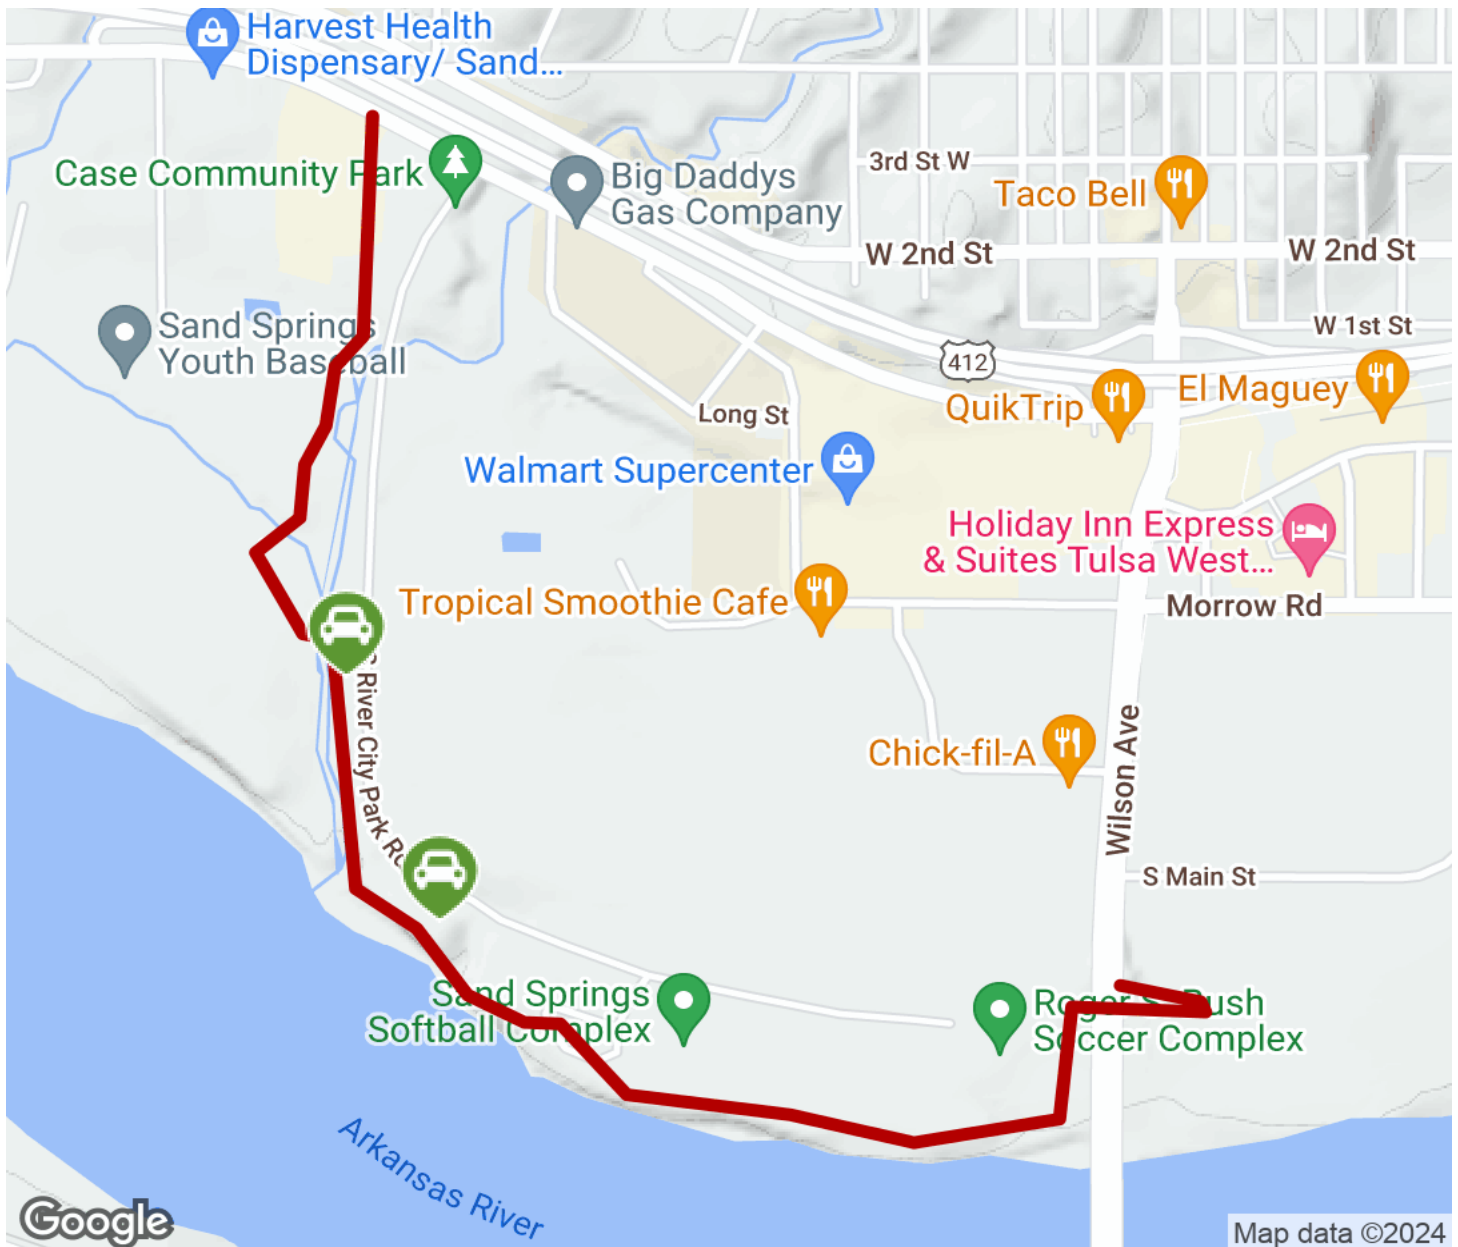 Harvest Health
Dispensary/ Sand...
Case Community Park
Big Daddys
Gas Company
3rd St W
Taco Bell
W 2nd St
W 2nd St
W 1st St
Sand Springs
Youth Baseball
412
El Maguey
QuikTrip
Long St
Walmart Supercenter
Holiday Inn Express
& Suites Tulsa West...
Tropical Smoothie Cafe
Morrow Rd
S River City Park Rd
Chick-fil-A
Wilson Ave
S Main St
Sand Springs
Softball Complex
Roger S. Bush
Soccer Complex
Arkansas River
Google
Map data ©2024